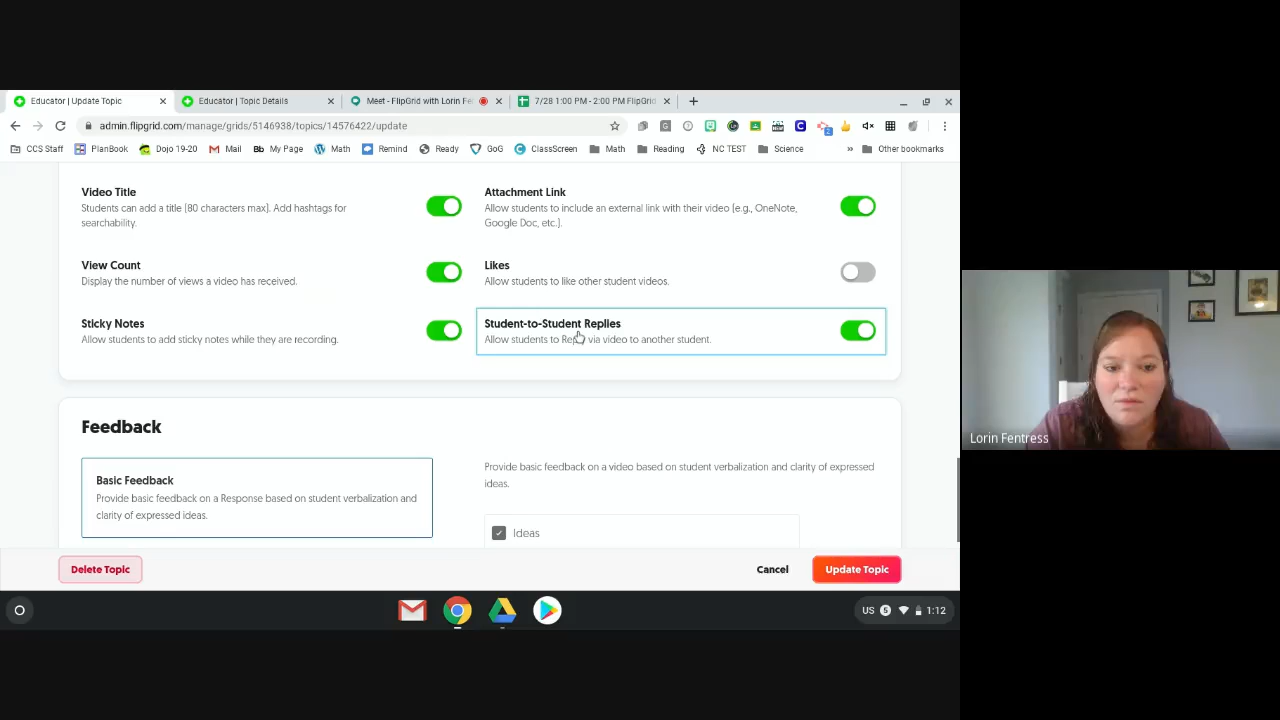 Educator | Update Topic
Educator | Topic Details
Meet - FlipGrid with Lorin Fe
7/28 1:00 PM - 2:00 PM FlipGrid
admin.flipgrid.com/manage/grids/5146938/topics/14576422/update
CCS Staff PlanBook Dojo 19-20 Mail Bb My Page Math Remind Ready GoG ClassScreen Math Reading NC TEST Science » Other bookmarks
Video Title
Students can add a title (80 characters max). Add hashtags for
searchability.
Attachment Link
Allow students to include an external link with their video (e.g., OneNote,
Google Doc, etc.).
View Count
Display the number of views a video has received.
Likes
Allow students to like other student videos.
Sticky Notes
Allow students to add sticky notes while they are recording.
Student-to-Student Replies
Allow students to Reply via video to another student.
Feedback
Basic Feedback
Provide basic feedback on a Response based on student verbalization and
clarity of expressed ideas.
Provide basic feedback on a video based on student verbalization and clarity of expressed
ideas.
Ideas
Delete Topic
Cancel
Update Topic
US 5 1:12
Lorin Fentress